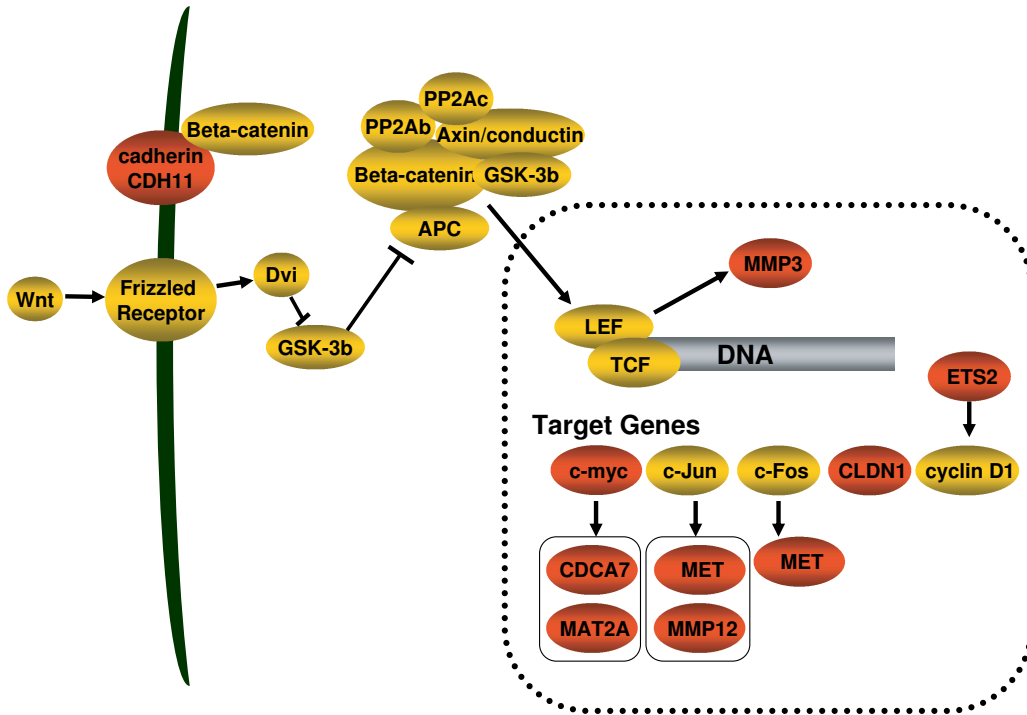 PP2Ac
PP2Ab
Axin/conductin
Beta-catenin
cadherin
CDH11
Beta-catenin
GSK-3b
APC
MMP3
Wnt
Frizzled
Receptor
Dvi
LEF
GSK-3b
TCF
DNA
ETS2
Target Genes
c-myc
c-Jun
c-Fos
CLDN1
cyclin D1
CDCA7
MET
MET
MAT2A
MMP12